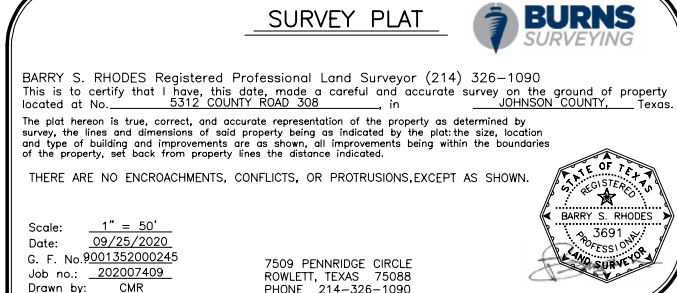 SURVEY PLAT
BURNS
SURVEYING
BARRY S. RHODES Registered Professional Land Surveyor (214) 326-1090
This is to certify that I have, this date, made a careful and accurate survey on the ground of property
located at No. 5312 COUNTY ROAD 308, in JOHNSON COUNTY, Texas.
The plat hereon is true, correct, and accurate representation of the property as determined by
survey, the lines and dimensions of said property being as indicated by the plat: the size, location
and type of building and improvements are as shown, all improvements being within the boundaries
of the property, set back from property lines the distance indicated.
THERE ARE NO ENCROACHMENTS, CONFLICTS, OR PROTRUSIONS,EXCEPT AS SHOWN.
STATE OF TEXAS
REGISTERED
BARRY S. RHODES
3691
PROFESSIONAL
LAND SURVEYOR
Scale: 1" = 50'
Date: 09/25/2020
G. F. No. 9001352000245
Job no.: 202007409
Drawn by: CMR
7509 PENNRIDGE CIRCLE
ROWLETT, TEXAS 75088
PHONE 214-326-1090